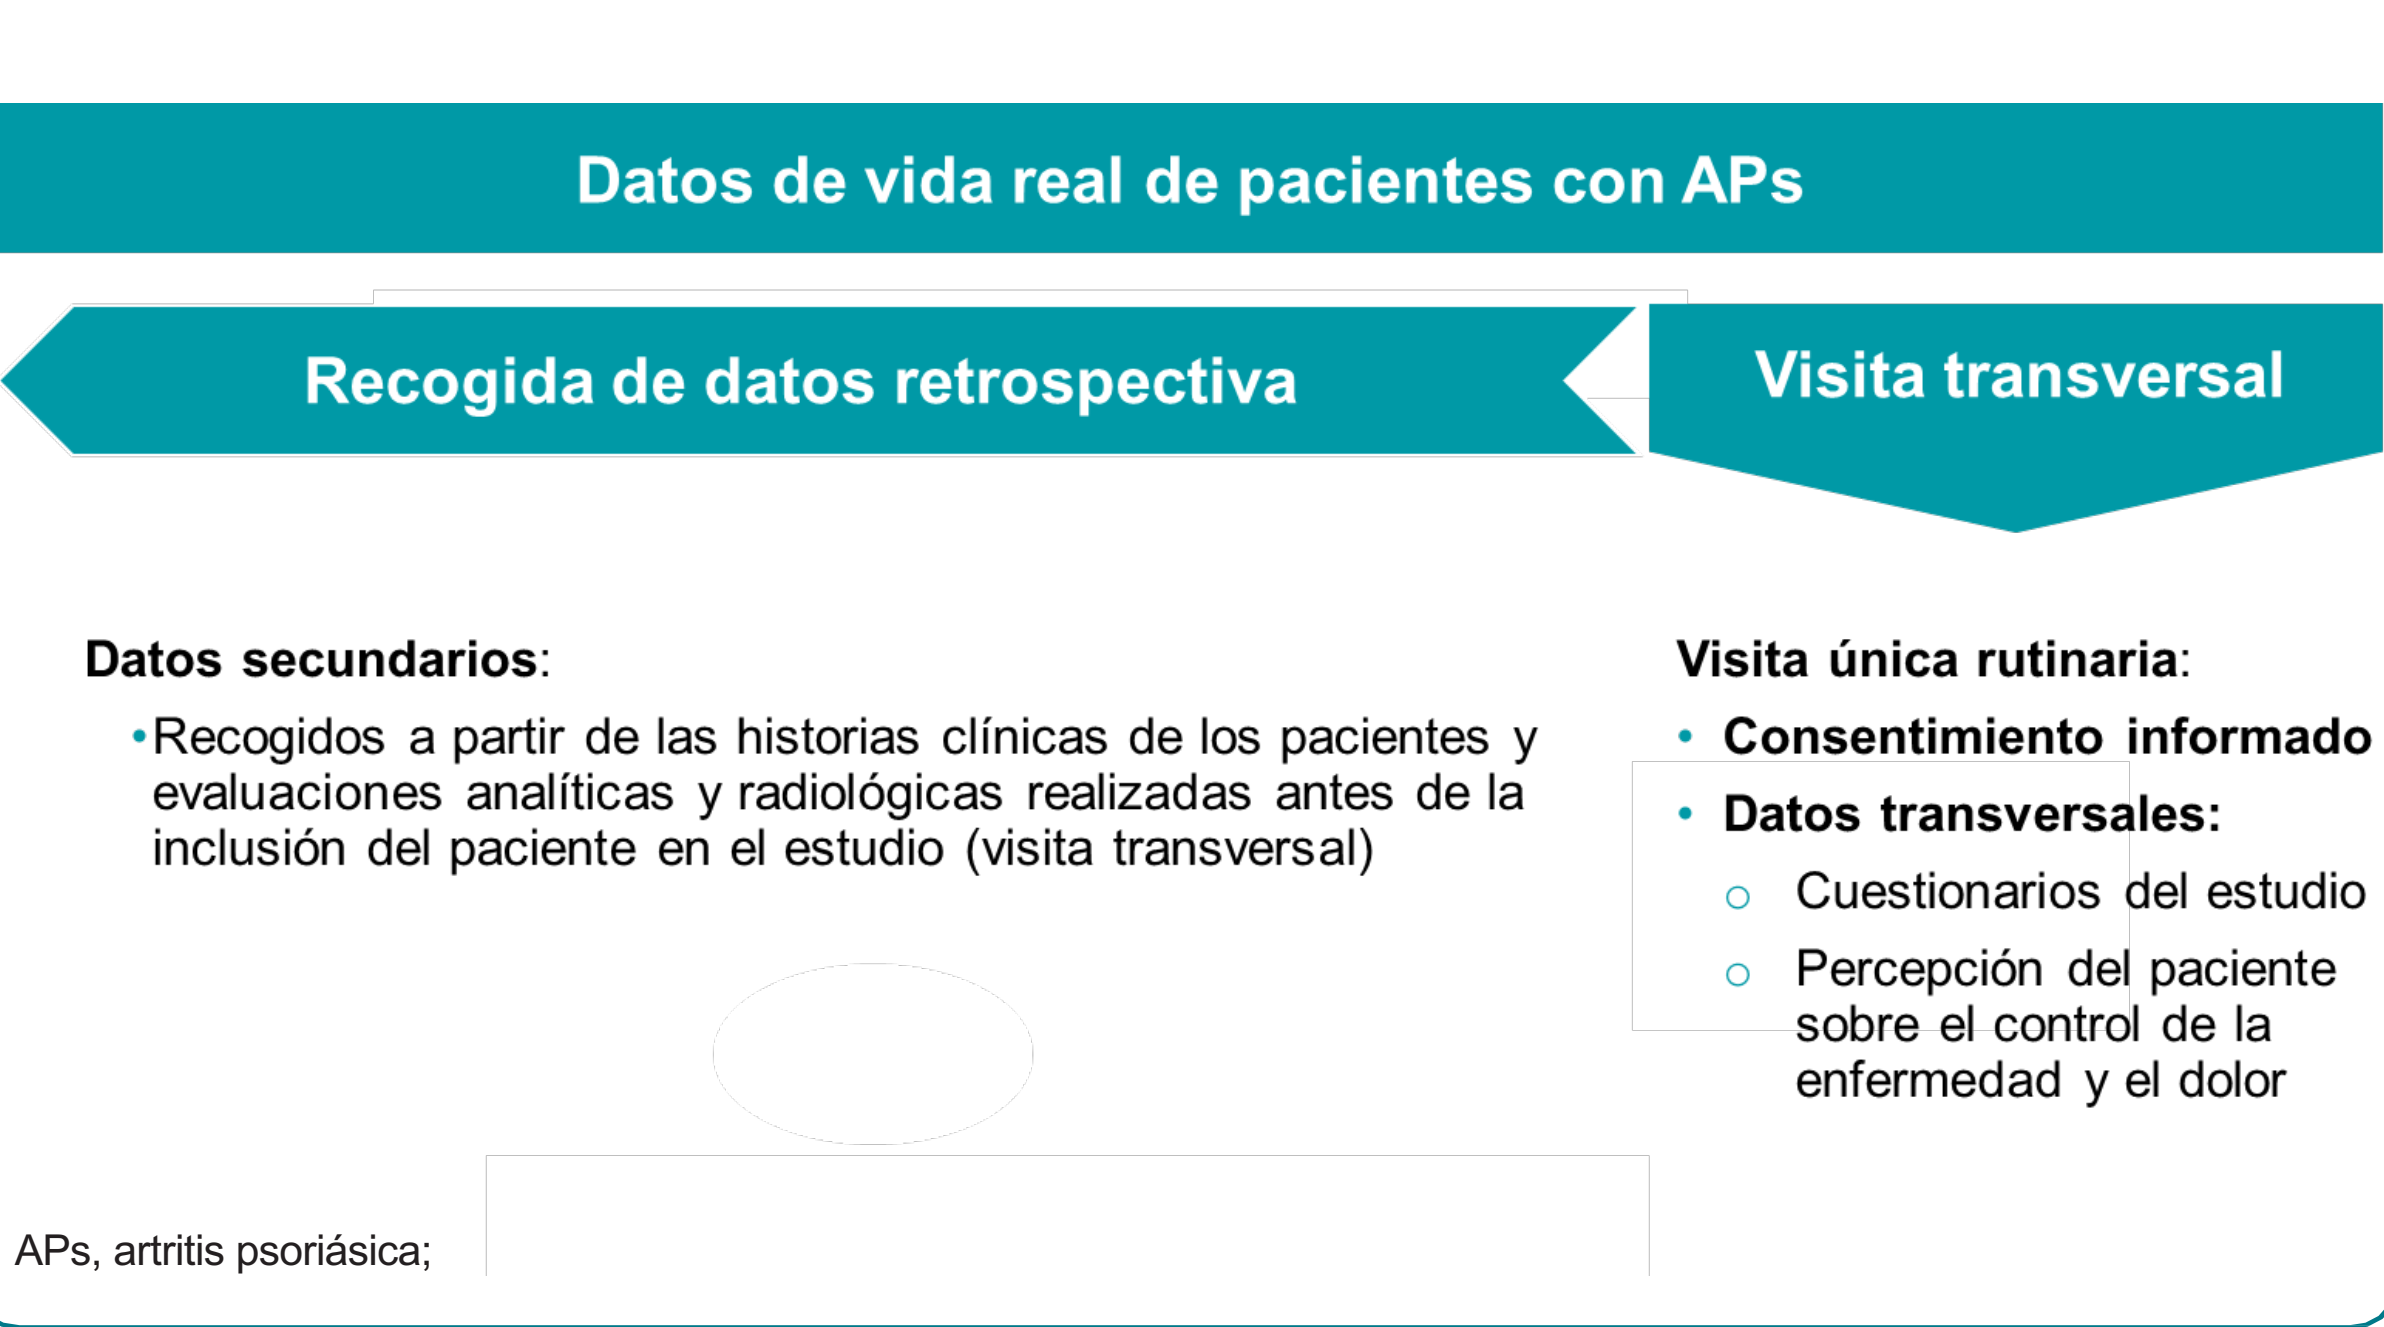 Datos de vida real de pacientes con APs
Recogida de datos retrospectiva
Visita transversal
Datos secundarios:
•Recogidos a partir de las historias clínicas de los pacientes y
evaluaciones analíticas y radiológicas realizadas antes de la
inclusión del paciente en el estudio (visita transversal)
Visita única rutinaria:
• Consentimiento informado
• Datos transversales:
o Cuestionarios del estudio
o Percepción del paciente
sobre el control de la
enfermedad y el dolor
APs, artritis psoriásica;